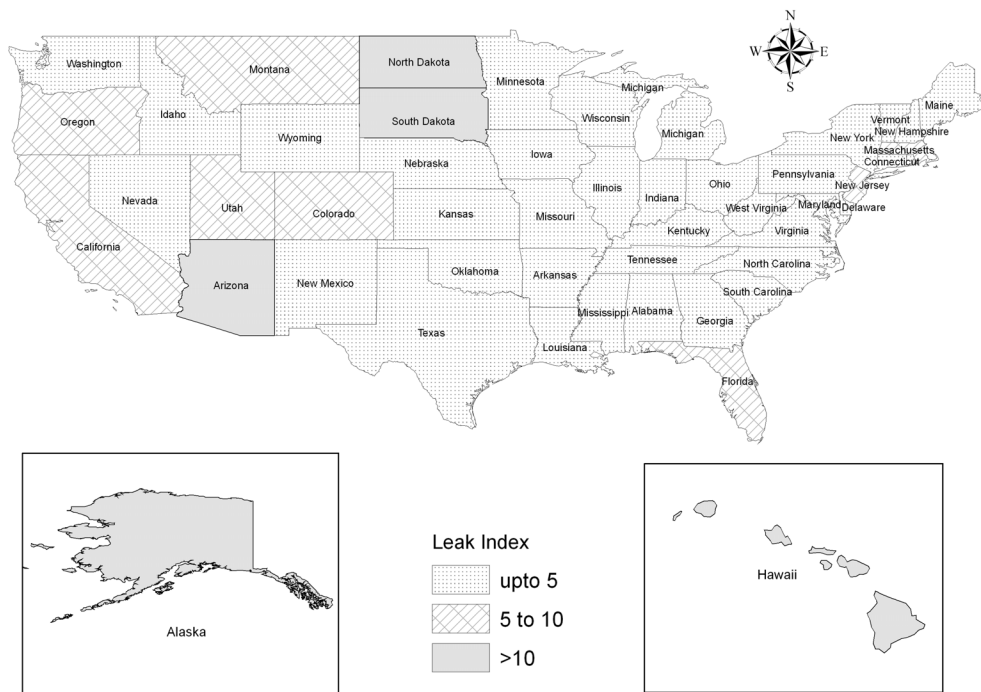 N
W E
S
Washington
Montana
North Dakota
Minnesota
Michigan
Maine
Oregon
Idaho
Wyoming
South Dakota
Wisconsin
Michigan
Vermont
New York
New Hampshire
Massachusetts
Connecticut
Nebraska
Iowa
Pennsylvania
New Jersey
Nevada
Utah
Colorado
Kansas
Missouri
Illinois
Indiana
Ohio
West Virginia
Maryland
Delaware
Kentucky
Virginia
California
Arizona
New Mexico
Oklahoma
Arkansas
Tennessee
North Carolina
South Carolina
Texas
Louisiana
Mississippi
Alabama
Georgia
Florida
Alaska
Hawaii
Leak Index
upto 5
5 to 10
>10